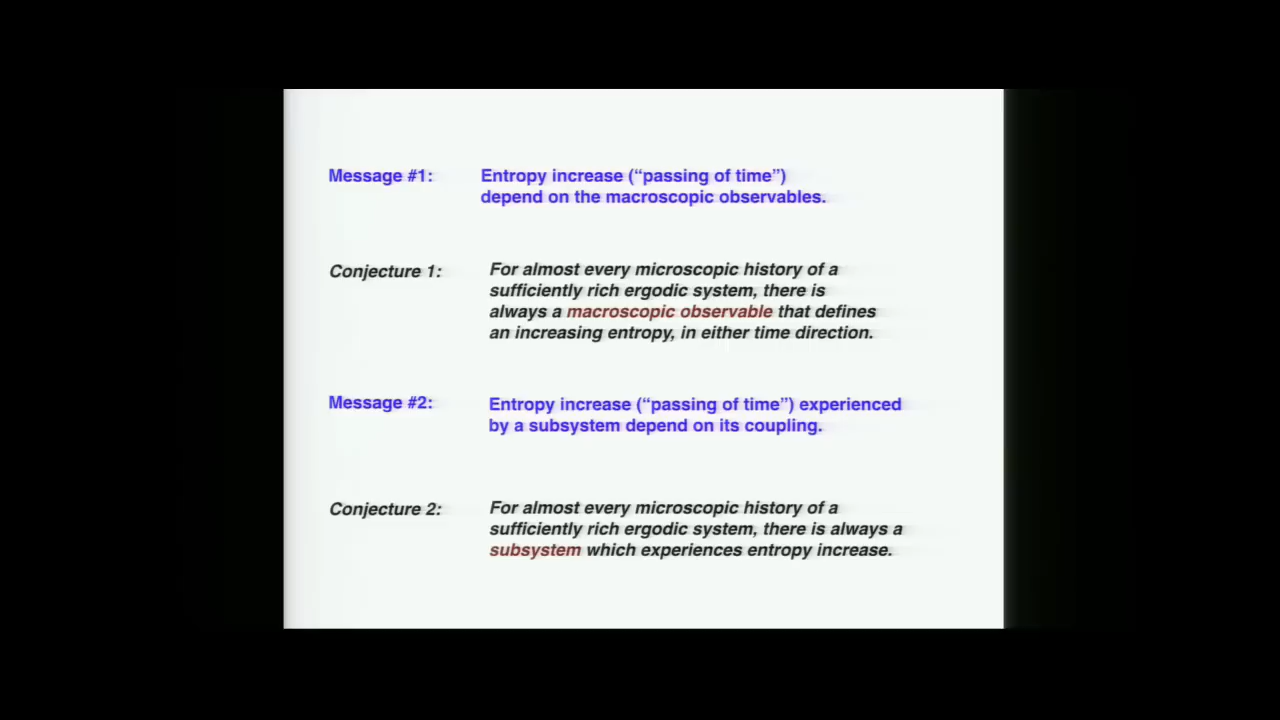 Message #1: Entropy increase (“passing of time”)
depend on the macroscopic observables.
Conjecture 1: For almost every microscopic history of a
sufficiently rich ergodic system, there is
always a macroscopic observable that defines
an increasing entropy, in either time direction.
Message #2: Entropy increase (“passing of time”) experienced
by a subsystem depend on its coupling.
Conjecture 2: For almost every microscopic history of a
sufficiently rich ergodic system, there is always a
subsystem which experiences entropy increase.